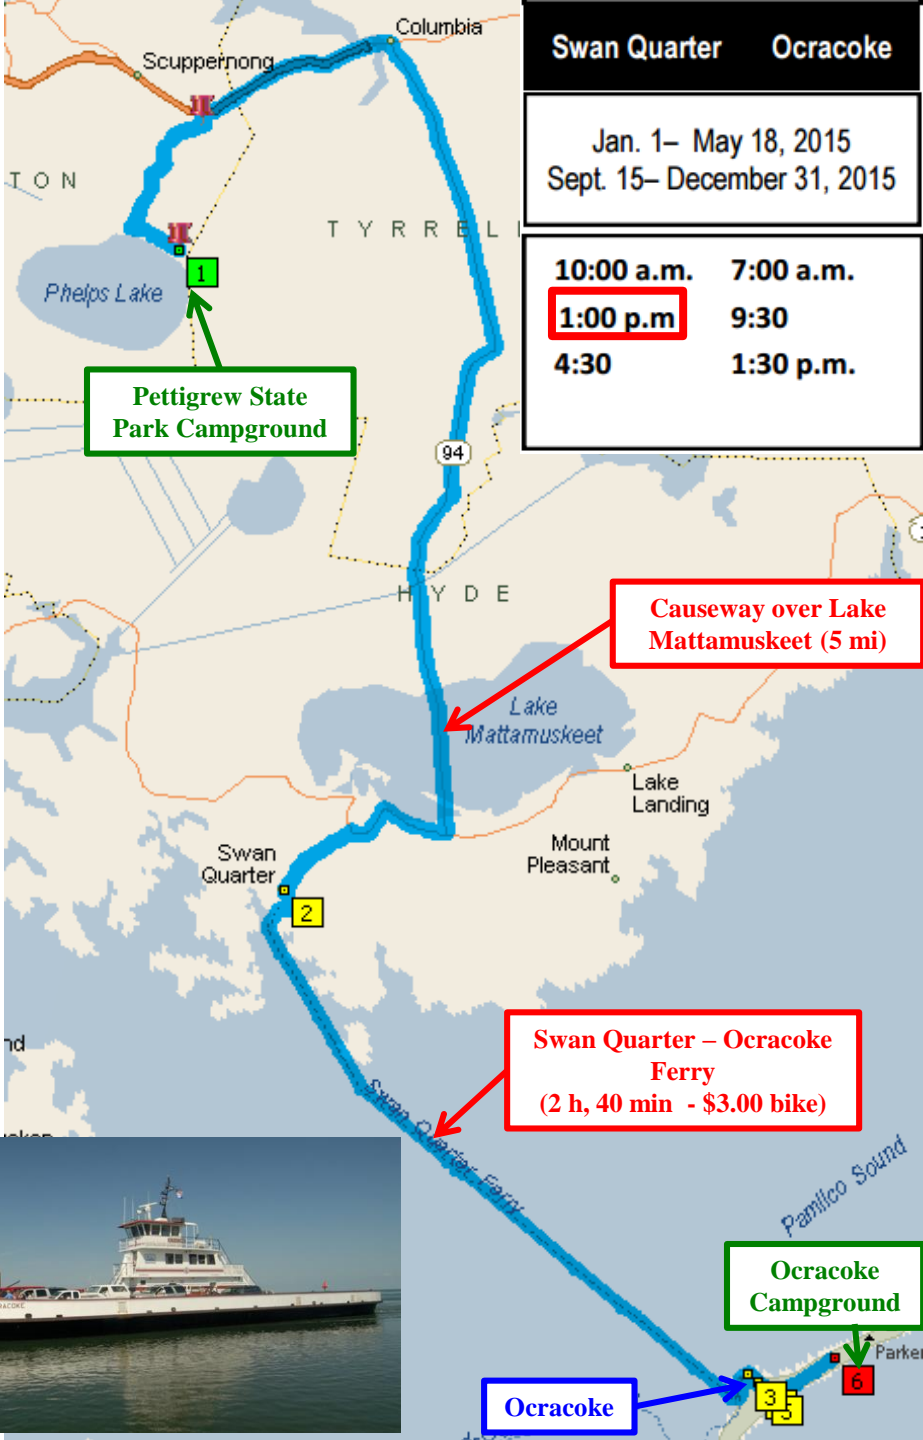 Columbia
Scuppernong
Swan Quarter Ocracoke
Jan. 1– May 18, 2015
Sept. 15– December 31, 2015
T O N
T Y R R E L L
10:00 a.m. 7:00 a.m.
1:00 p.m 9:30
4:30 1:30 p.m.
1
Phelps Lake
Pettigrew State
Park Campground
94
H Y D E
Causeway over Lake
Mattamuskeet (5 mi)
Lake
Mattamuskeet
Lake
Landing
Mount
Pleasant
Swan
Quarter
2
Swan Quarter – Ocracoke
Ferry
(2 h, 40 min - $3.00 bike)
nd
Swan Quarter Ferry
Pamlico Sound
Ocracoke
Campground
OCRACOKE
Parker
6
3
5
Ocracoke